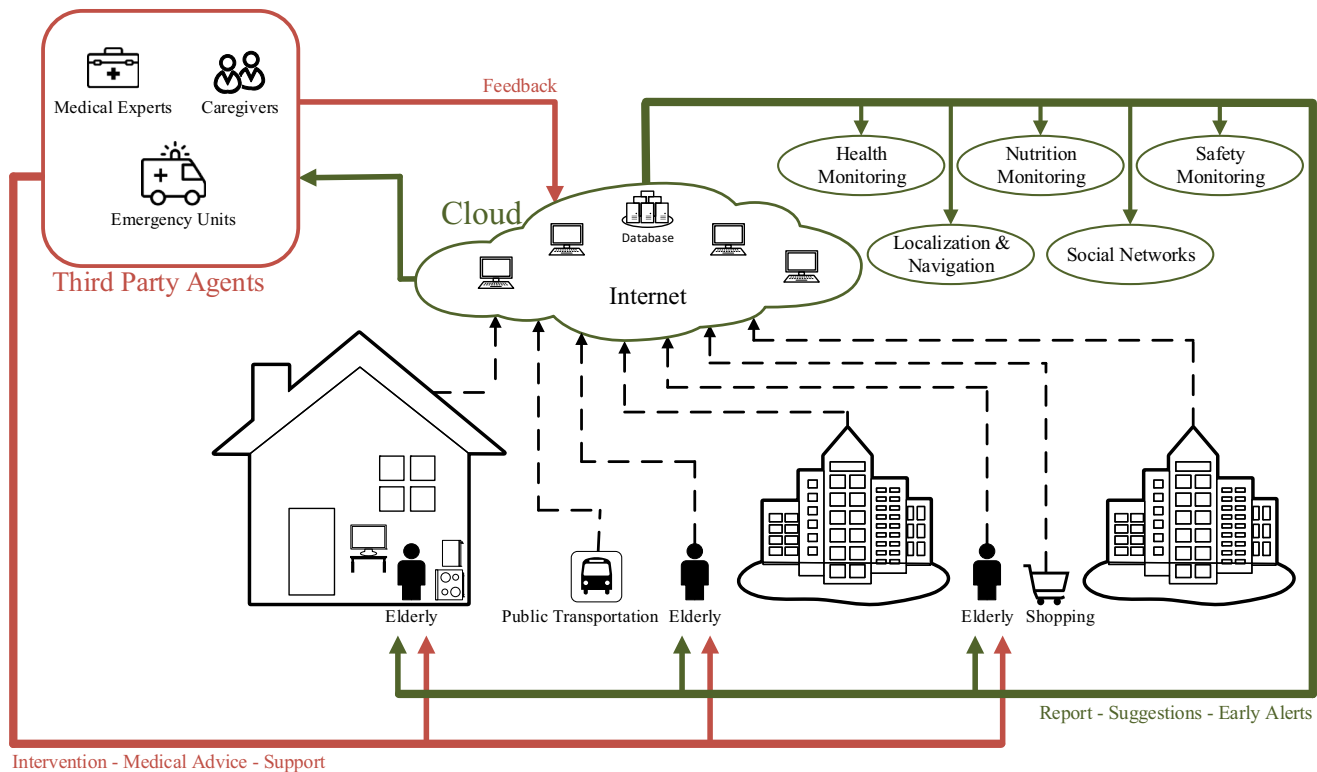 Medical Experts
Caregivers
Emergency Units
Third Party Agents
Feedback
Health
Monitoring
Nutrition
Monitoring
Safety
Monitoring
Localization &
Navigation
Social Networks
Cloud
Database
Internet
Elderly
Public Transportation
Elderly
Elderly
Shopping
Report - Suggestions - Early Alerts
Intervention - Medical Advice - Support